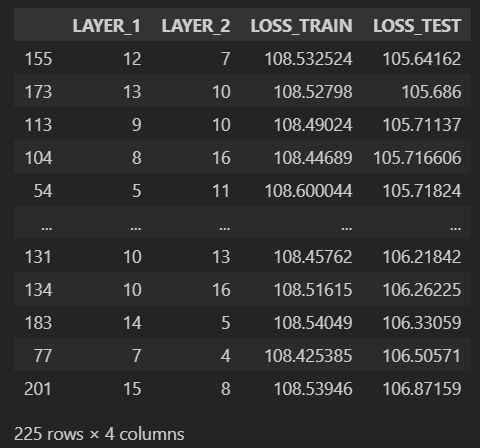 LAYER_1 LAYER_2 LOSS_TRAIN LOSS_TEST
155 12 7 108.532524 105.64162
173 13 10 108.52798 105.686
113 9 10 108.49024 105.71137
104 8 16 108.44689 105.716606
54 5 11 108.600044 105.71824
... ... ... ... ...
131 10 13 108.45762 106.21842
134 10 16 108.51615 106.26225
183 14 5 108.54049 106.33059
77 7 4 108.425385 106.50571
201 15 8 108.53946 106.87159
225 rows × 4 columns